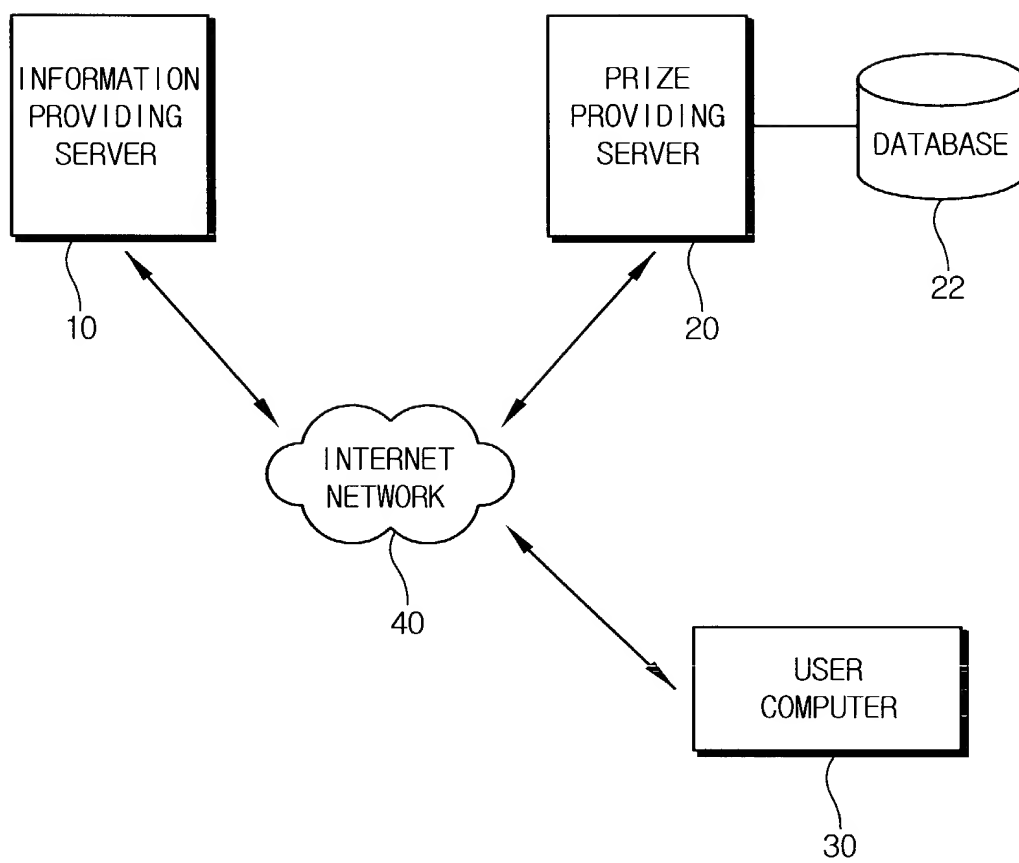 INFORMATION
PROVIDING
SERVER
10
PRIZE
PROVIDING
SERVER
20
DATABASE
22
INTERNET
NETWORK
40
USER
COMPUTER
30